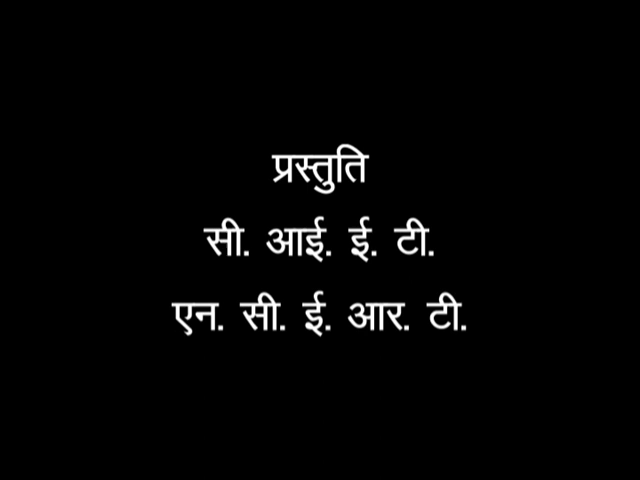 प्रस्तुति
सी. आई. ई. टी.
एन. सी. ई. आर. टी.